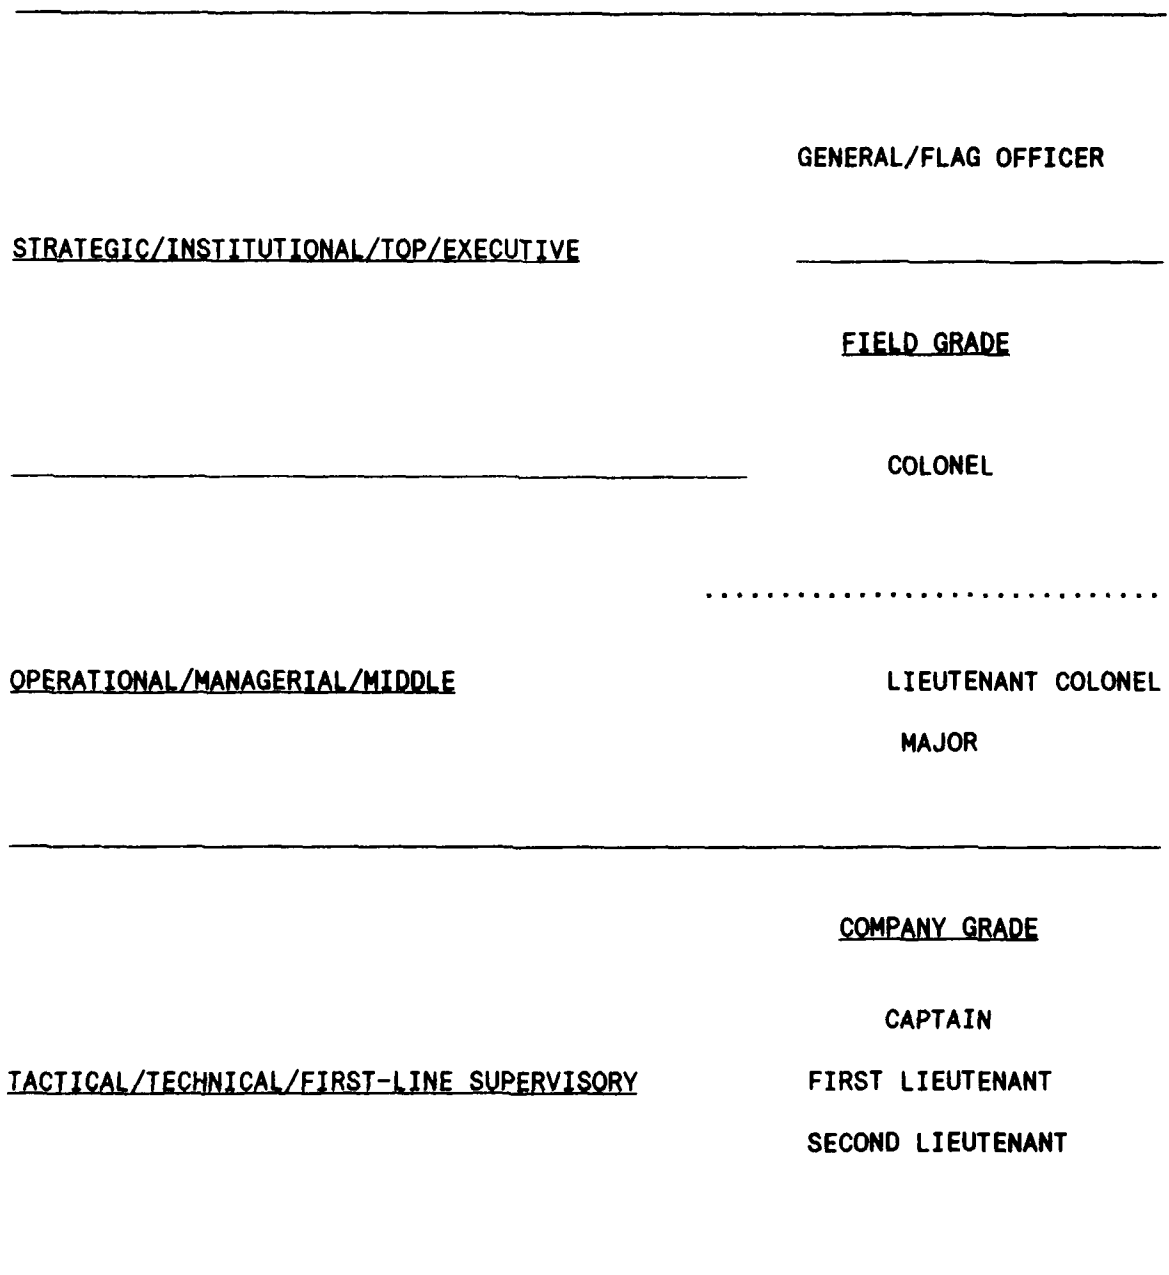 GENERAL/FLAG OFFICER
STRATEGIC/INSTITUTIONAL/TOP/EXECUTIVE
FIELD GRADE
COLONEL
OPERATIONAL/MANAGERIAL/MIDDLE LIEUTENANT COLONEL
MAJOR
COMPANY GRADE
CAPTAIN
TACTICAL/TECHNICAL/FIRST-LINE SUPERVISORY FIRST LIEUTENANT
SECOND LIEUTENANT